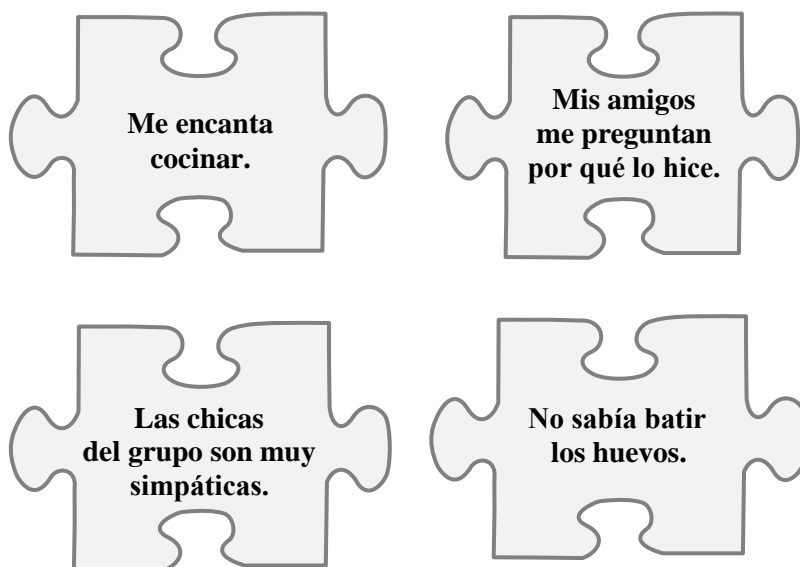 Me encanta
cocinar.
Mis amigos
me preguntan
por qué lo hice.
Las chicas
del grupo son muy
simpáticas.
No sabía batir
los huevos.